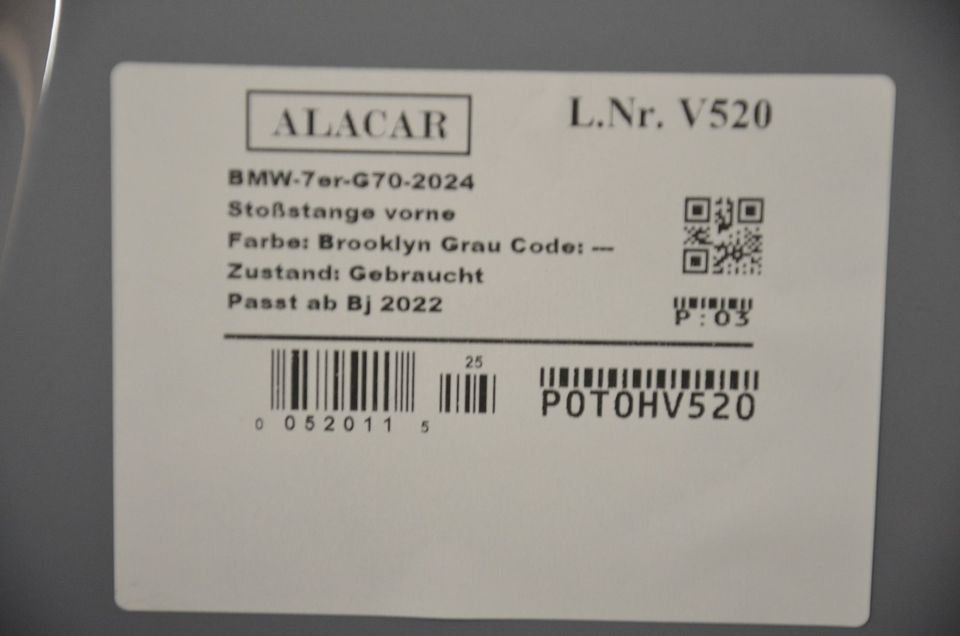 ALACAR
L.Nr. V520
BMW-7er-G70-2024
Stoßstange vorne
Farbe: Brooklyn Grau Code: ---
Zustand: Gebraucht
Passt ab Bj 2022
P:03
25
0 052011 5
P0T0HV520